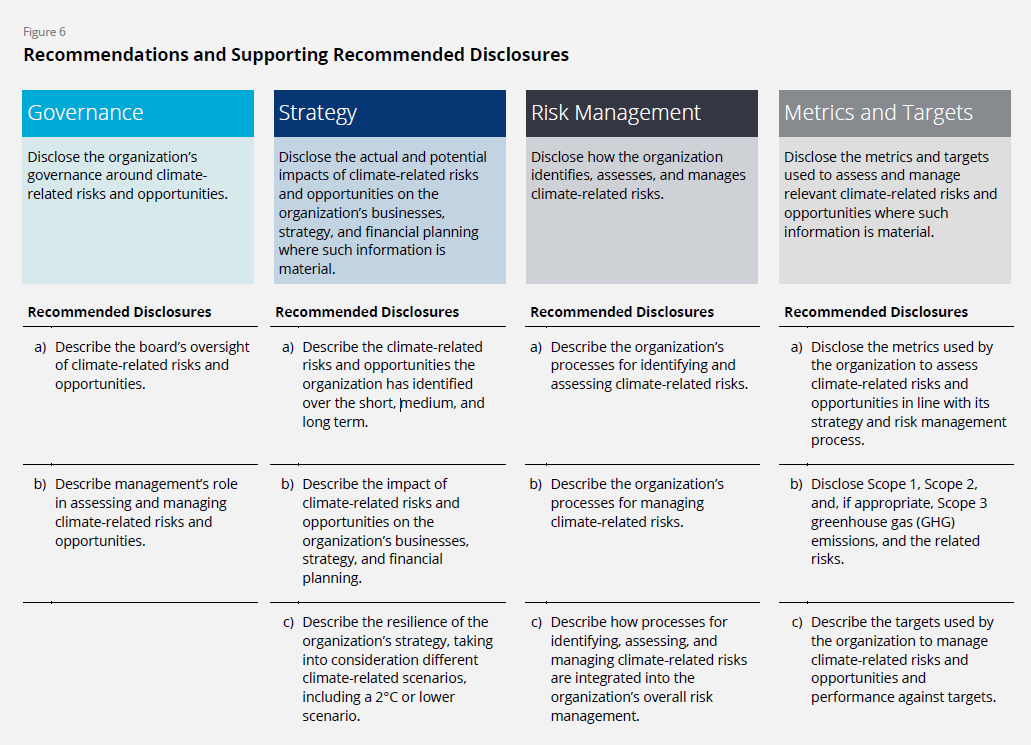 Figure 6
Recommendations and Supporting Recommended Disclosures
Governance
Disclose the organization’s
governance around climate-
related risks and opportunities.
Strategy
Disclose the actual and potential
impacts of climate-related risks
and opportunities on the
organization’s businesses,
strategy, and financial planning
where such information is
material.
Risk Management
Disclose how the organization
identifies, assesses, and manages
climate-related risks.
Metrics and Targets
Disclose the metrics and targets
used to assess and manage
relevant climate-related risks and
opportunities where such
information is material.
Recommended Disclosures
a) Describe the board’s oversight
of climate-related risks and
opportunities.
b) Describe management’s role
in assessing and managing
climate-related risks and
opportunities.
Recommended Disclosures
a) Describe the climate-related
risks and opportunities the
organization has identified
over the short, medium, and
long term.
b) Describe the impact of
climate-related risks and
opportunities on the
organization’s businesses,
strategy, and financial
planning.
c) Describe the resilience of the
organization’s strategy, taking
into consideration different
climate-related scenarios,
including a 2°C or lower
scenario.
Recommended Disclosures
a) Describe the organization’s
processes for identifying and
assessing climate-related risks.
b) Describe the organization’s
processes for managing
climate-related risks.
c) Describe how processes for
identifying, assessing, and
managing climate-related risks
are integrated into the
organization’s overall risk
management.
Recommended Disclosures
a) Disclose the metrics used by
the organization to assess
climate-related risks and
opportunities in line with its
strategy and risk management
process.
b) Disclose Scope 1, Scope 2,
and, if appropriate, Scope 3
greenhouse gas (GHG)
emissions, and the related
risks.
c) Describe the targets used by
the organization to manage
climate-related risks and
opportunities and
performance against targets.